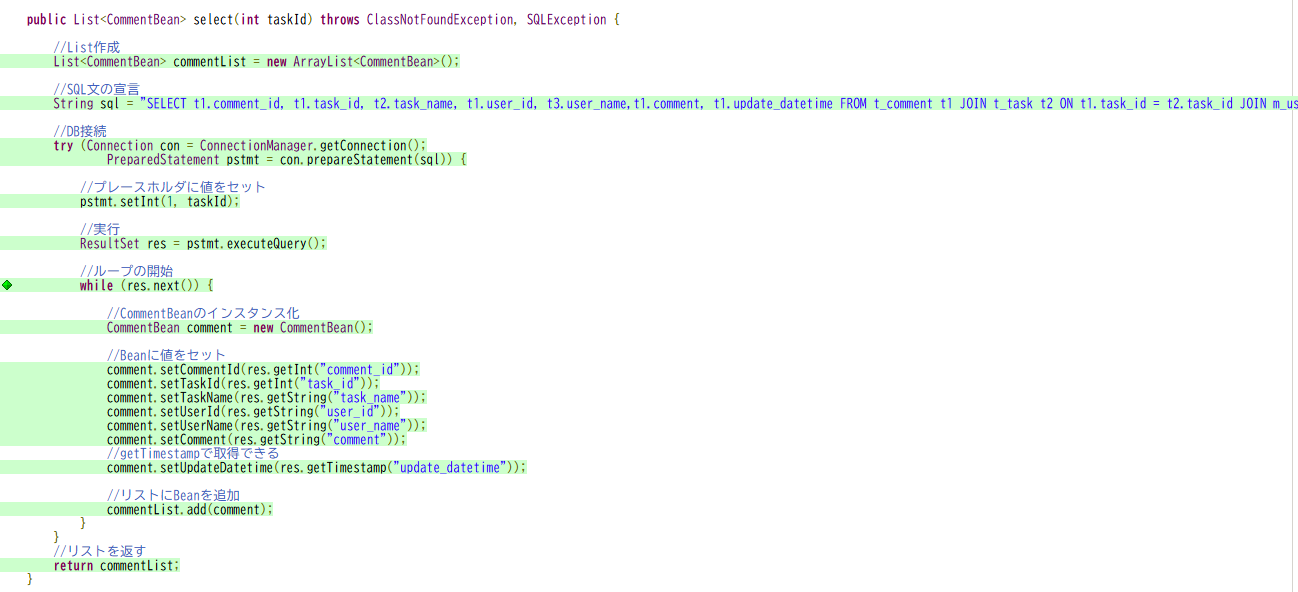 public List<CommentBean> select(int taskId) throws ClassNotFoundException, SQLException {
//List作成
List<CommentBean> commentList = new ArrayList<CommentBean>();
//SQL文の宣言
String sql = "SELECT t1.comment_id, t1.task_id, t2.task_name, t1.user_id, t3.user_name,t1.comment, t1.update_datetime FROM t_comment t1 JOIN t_task t2 ON t1.task_id = t2.task_id JOIN m_us
//DB接続
try (Connection con = ConnectionManager.getConnection();
PreparedStatement pstmt = con.prepareStatement(sql)) {
//プレースホルダに値をセット
pstmt.setInt(1, taskId);
//実行
ResultSet res = pstmt.executeQuery();
//ループの開始
while (res.next()) {
//CommentBeanのインスタンス化
CommentBean comment = new CommentBean();
//Beanに値をセット
comment.setCommentId(res.getInt("comment_id"));
comment.setTaskId(res.getInt("task_id"));
comment.setTaskName(res.getString("task_name"));
comment.setUserId(res.getString("user_id"));
comment.setUserName(res.getString("user_name"));
comment.setComment(res.getString("comment"));
//getTimestampで取得できる
comment.setUpdateDatetime(res.getTimestamp("update_datetime"));
//リストにBeanを追加
commentList.add(comment);
}
}
//リストを返す
return commentList;
}